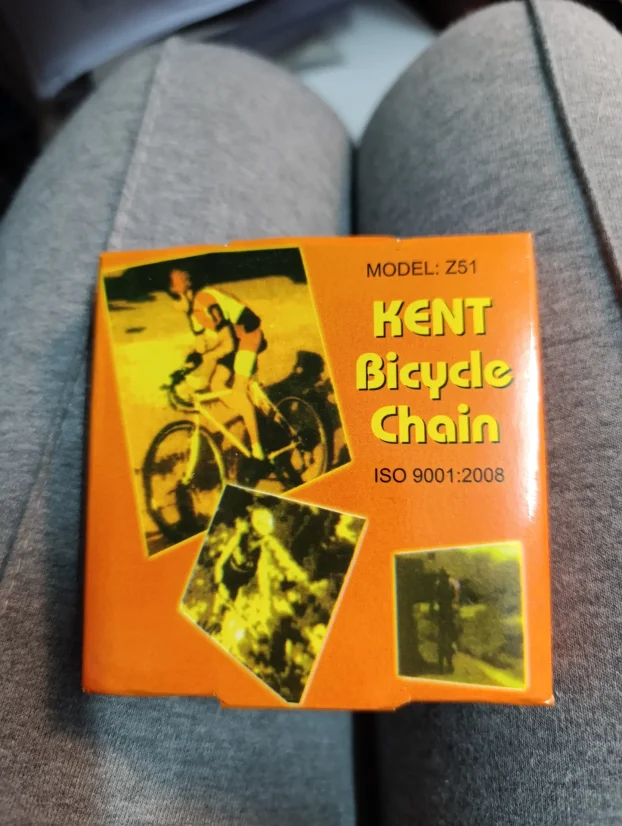 MODEL: Z51
KENT
Bicycle
Chain
ISO 9001:2008